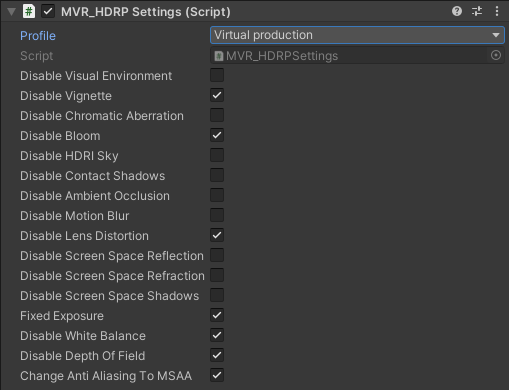 MVR_HDRP Settings (Script)
Profile Virtual production
Script MVR_HDRPSettings
Disable Visual Environment
Disable Vignette
Disable Chromatic Aberration
Disable Bloom
Disable HDRI Sky
Disable Contact Shadows
Disable Ambient Occlusion
Disable Motion Blur
Disable Lens Distortion
Disable Screen Space Reflection
Disable Screen Space Refraction
Disable Screen Space Shadows
Fixed Exposure
Disable White Balance
Disable Depth Of Field
Change Anti Aliasing To MSAA